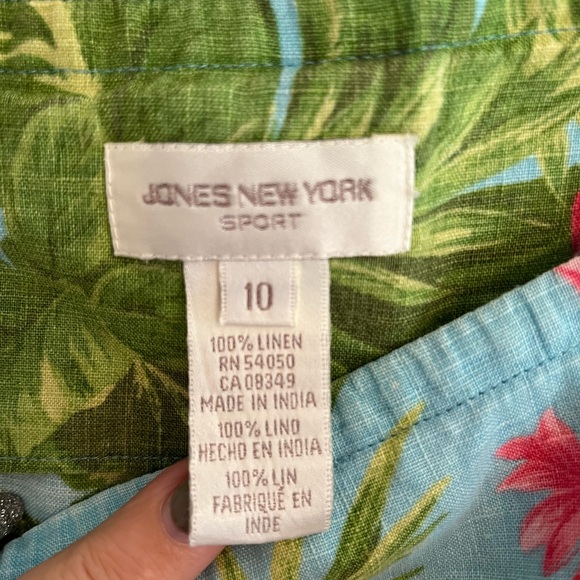 JONES NEW YORK
SPORT
10
100% LINEN
RN 54050
CA 08349
MADE IN INDIA
100% LINO
HECHO EN INDIA
100% LIN
FABRIQUÉ EN
INDE